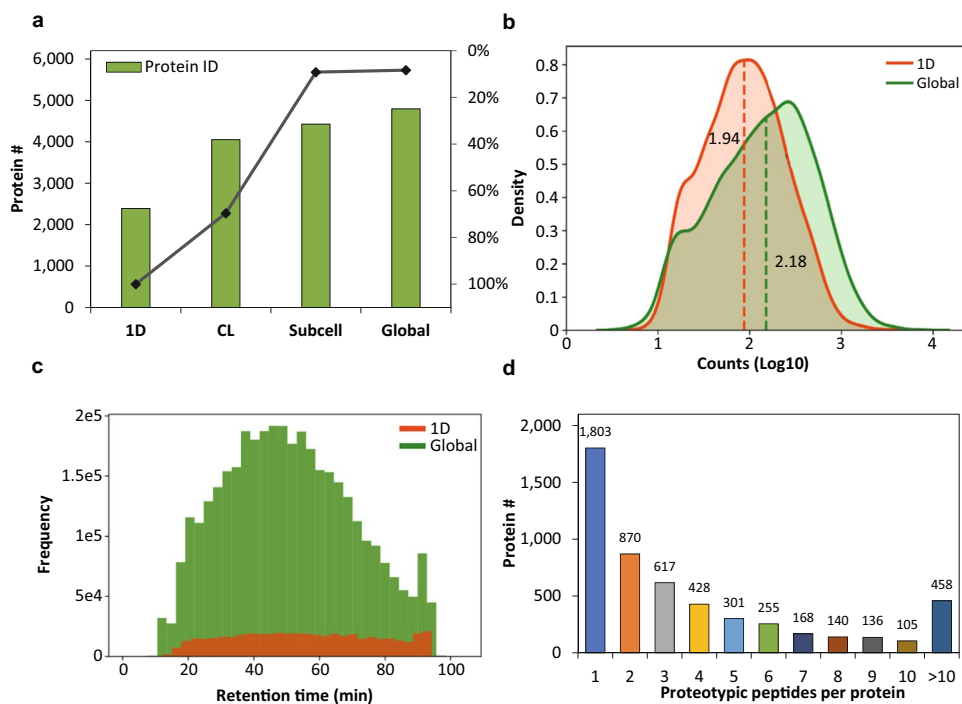 a
Protein ID
6,000
5,000
4,000
3,000
2,000
1,000
0
Protein #
0%
20%
40%
60%
80%
100%
1D CL Subcell Global
b
1D
Global
0.8
0.7
0.6
0.5
0.4
0.3
0.2
0.1
0
Density
1.94
2.18
0 1 2 3 4
Counts (Log10)
c
1D
Global
2e5
1.5e5
1e5
5e4
0
Frequency
0 20 40 60 80 100
Retention time (min)
d
2,000
1,500
1,000
500
0
Protein #
1,803
870
617
428
301
255
168
140
136
105
458
1 2 3 4 5 6 7 8 9 10 >10
Proteotypic peptides per protein